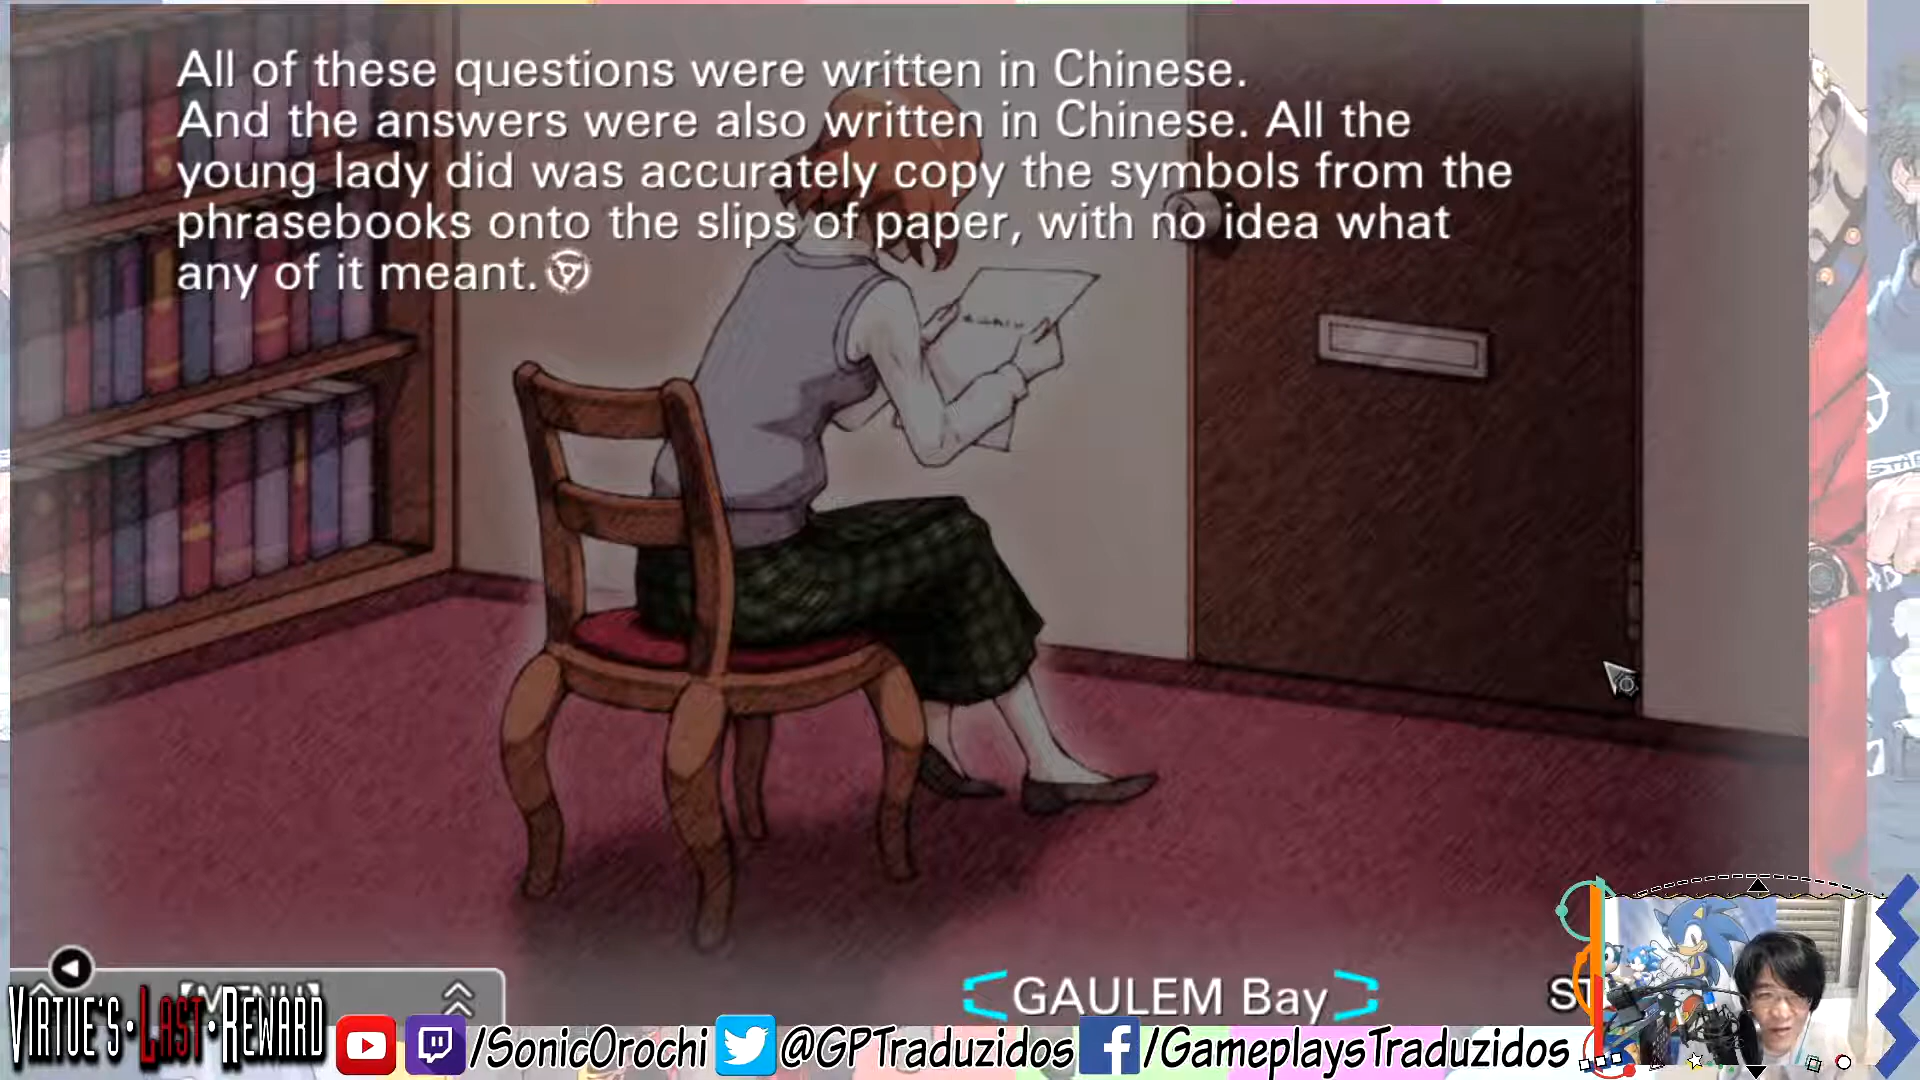 All of these questions were written in Chinese.
And the answers were also written in Chinese. All the
young lady did was accurately copy the symbols from the
phrasebooks onto the slips of paper, with no idea what
any of it meant.
GAULEM Bay
VIRTUE'S·LAST·REWARD
/SonicOrochi
@GPTraduzidos
/GameplaysTraduzidos